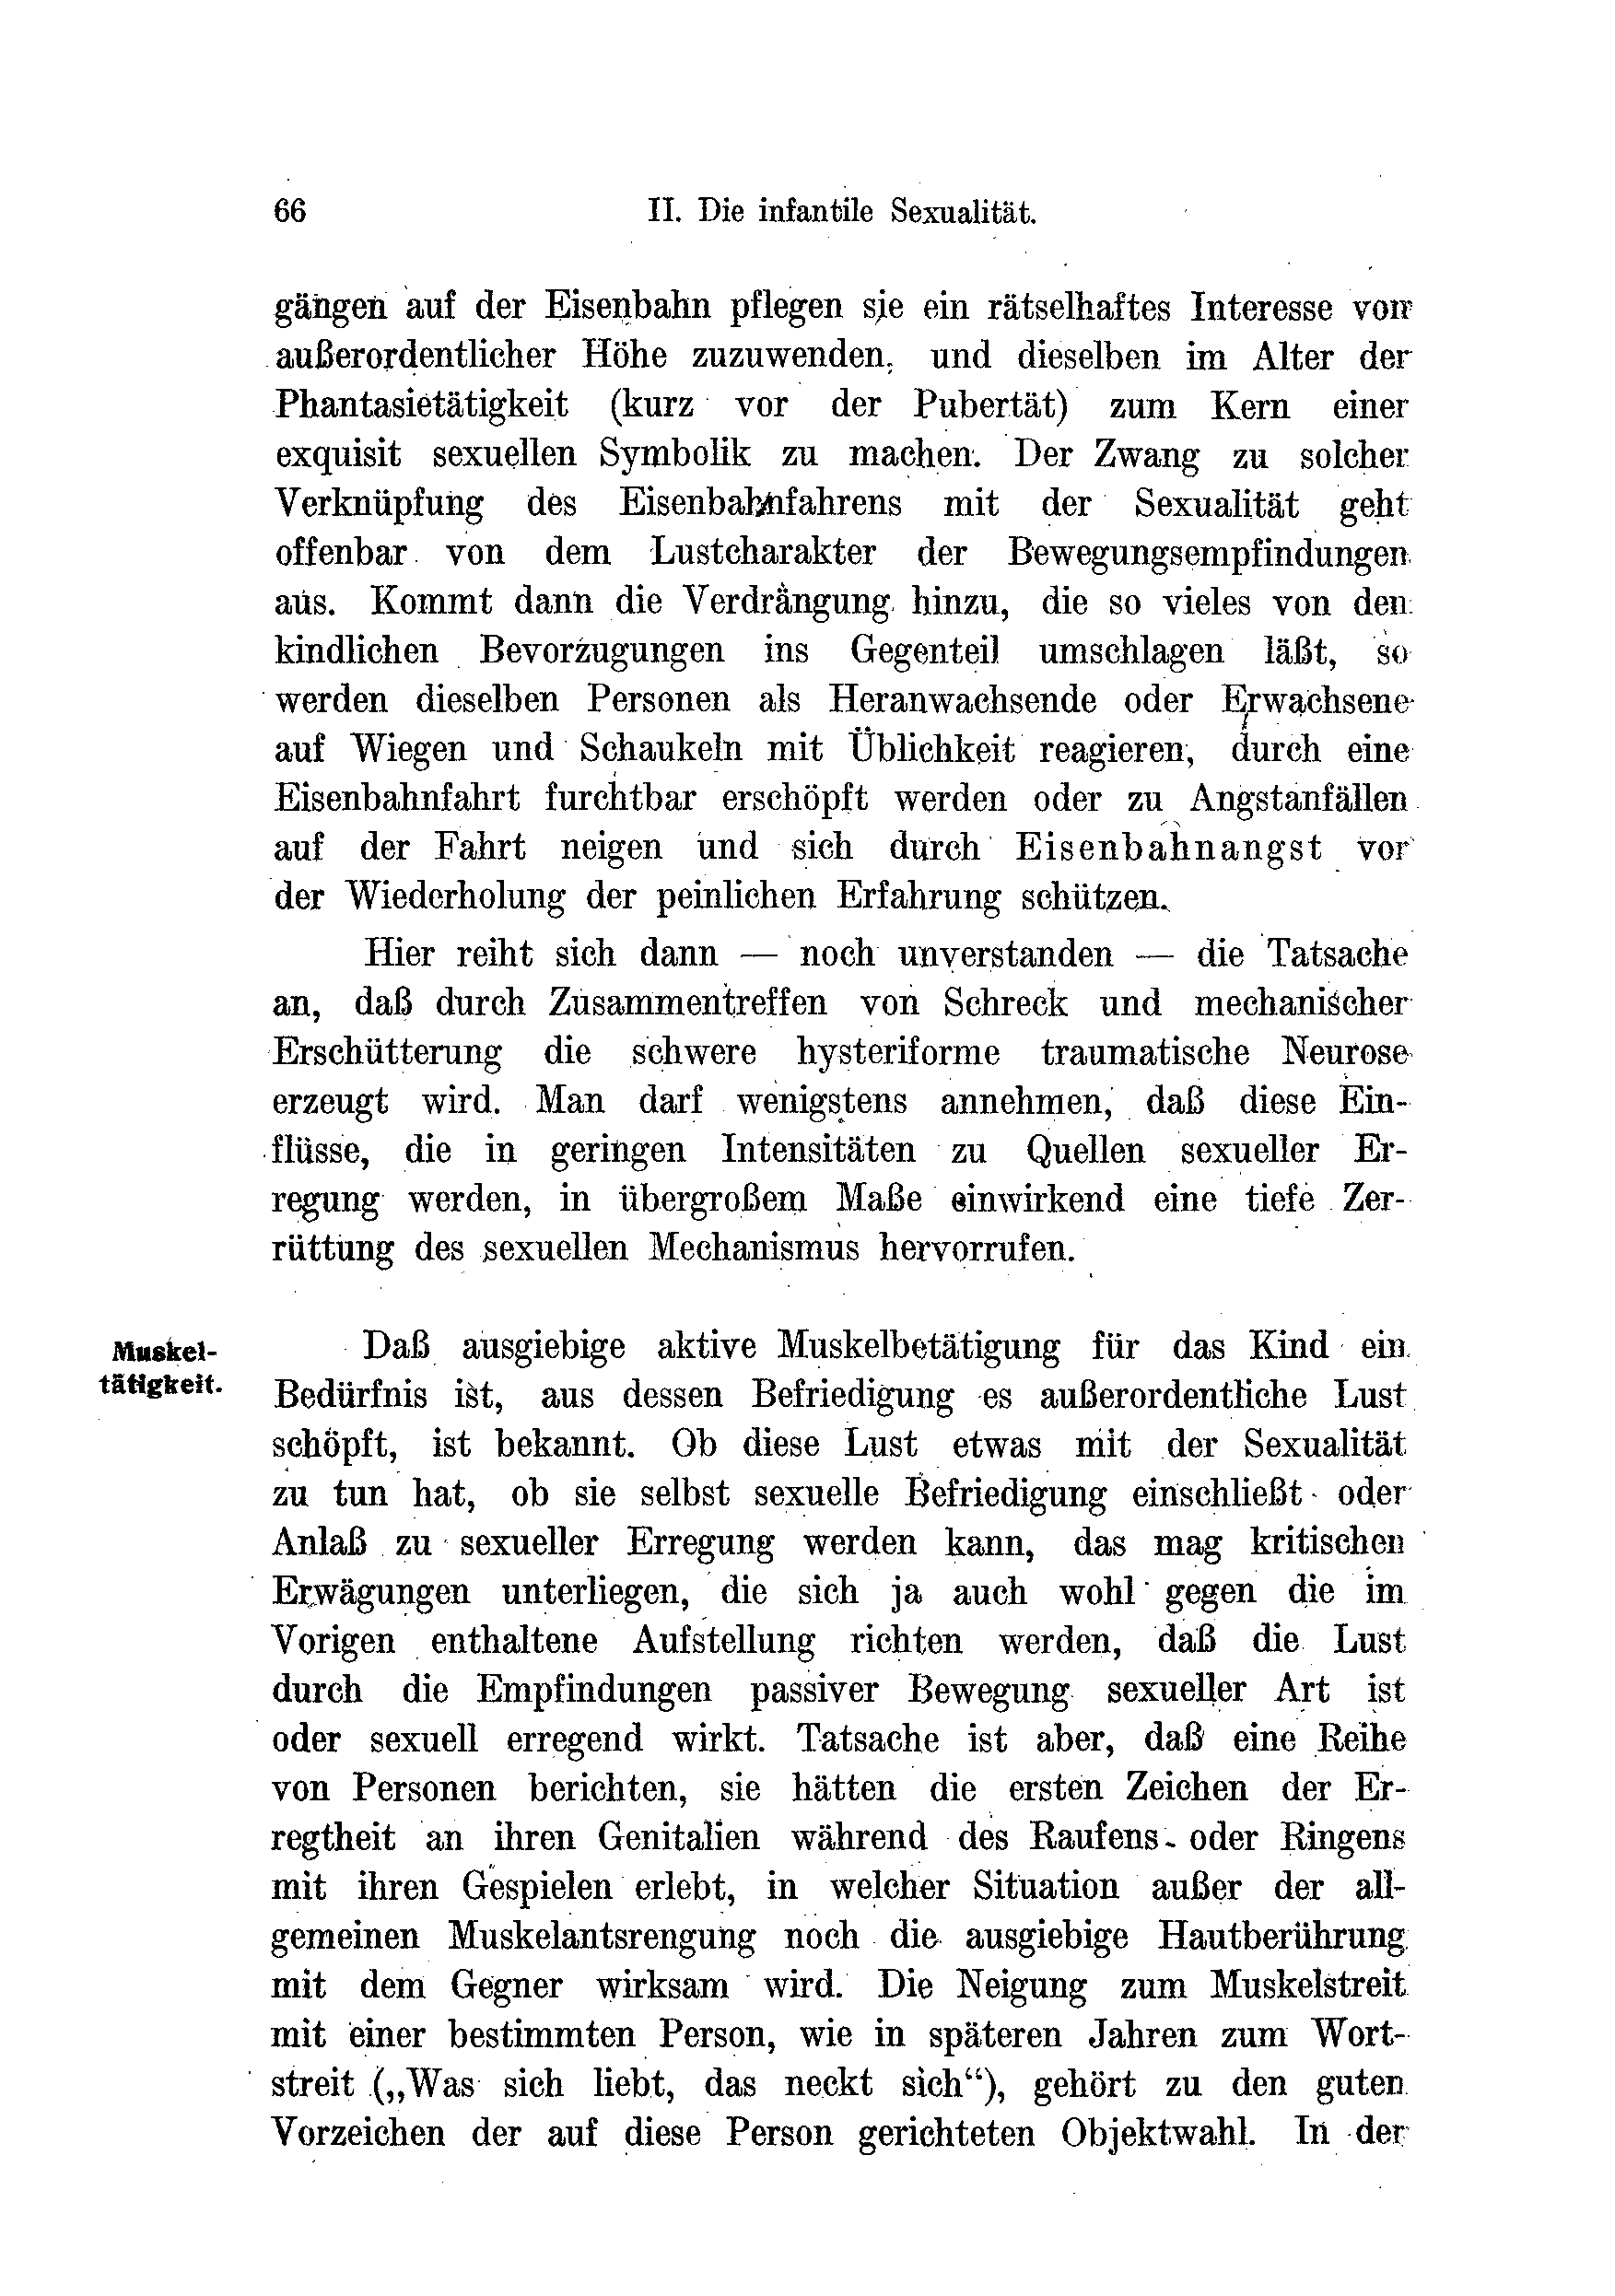 66 II. Die infantile Sexualität.
gängen auf der Eisenbahn pflegen sie ein rätselhaftes Interesse von
außerordentlicher Höhe zuzuwenden, und dieselben im Alter der
Phantasietätigkeit (kurz vor der Pubertät) zum Kern einer
exquisit sexuellen Symbolik zu machen. Der Zwang zu solcher
Verknüpfung des Eisenbahnfahrens mit der Sexualität geht
offenbar von dem Lustcharakter der Bewegungsempfindungen
aus. Kommt dann die Verdrängung hinzu, die so vieles von den
kindlichen Bevorzugungen ins Gegenteil umschlagen läßt, so
werden dieselben Personen als Heranwachsende oder Erwachsene
auf Wiegen und Schaukeln mit Üblichkeit reagieren, durch eine
Eisenbahnfahrt furchtbar erschöpft werden oder zu Angstanfällen
auf der Fahrt neigen und sich durch Eisenbahnangst vor
der Wiederholung der peinlichen Erfahrung schützen.
Hier reiht sich dann — noch unverstanden — die Tatsache
an, daß durch Zusammentreffen von Schreck und mechanischer
Erschütterung die schwere hysteriforme traumatische Neurose
erzeugt wird. Man darf wenigstens annehmen, daß diese Ein-
flüsse, die in geringen Intensitäten zu Quellen sexueller Er-
regung werden, in übergroßem Maße einwirkend eine tiefe Zer-
rüttung des sexuellen Mechanismus hervorrufen.
Muskel-
tätigkeit.
Daß ausgiebige aktive Muskelbetätigung für das Kind ein
Bedürfnis ist, aus dessen Befriedigung es außerordentliche Lust
schöpft, ist bekannt. Ob diese Lust etwas mit der Sexualität
zu tun hat, ob sie selbst sexuelle Befriedigung einschließt oder
Anlaß zu sexueller Erregung werden kann, das mag kritischen
Erwägungen unterliegen, die sich ja auch wohl gegen die im
Vorigen enthaltene Aufstellung richten werden, daß die Lust
durch die Empfindungen passiver Bewegung sexueller Art ist
oder sexuell erregend wirkt. Tatsache ist aber, daß eine Reihe
von Personen berichten, sie hätten die ersten Zeichen der Er-
regtheit an ihren Genitalien während des Raufens oder Ringens
mit ihren Gespielen erlebt, in welcher Situation außer der all-
gemeinen Muskelantsrengung noch die ausgiebige Hautberührung
mit dem Gegner wirksam wird. Die Neigung zum Muskelstreit
mit einer bestimmten Person, wie in späteren Jahren zum Wort-
streit („Was sich liebt, das neckt sich“), gehört zu den guten
Vorzeichen der auf diese Person gerichteten Objektwahl. In der